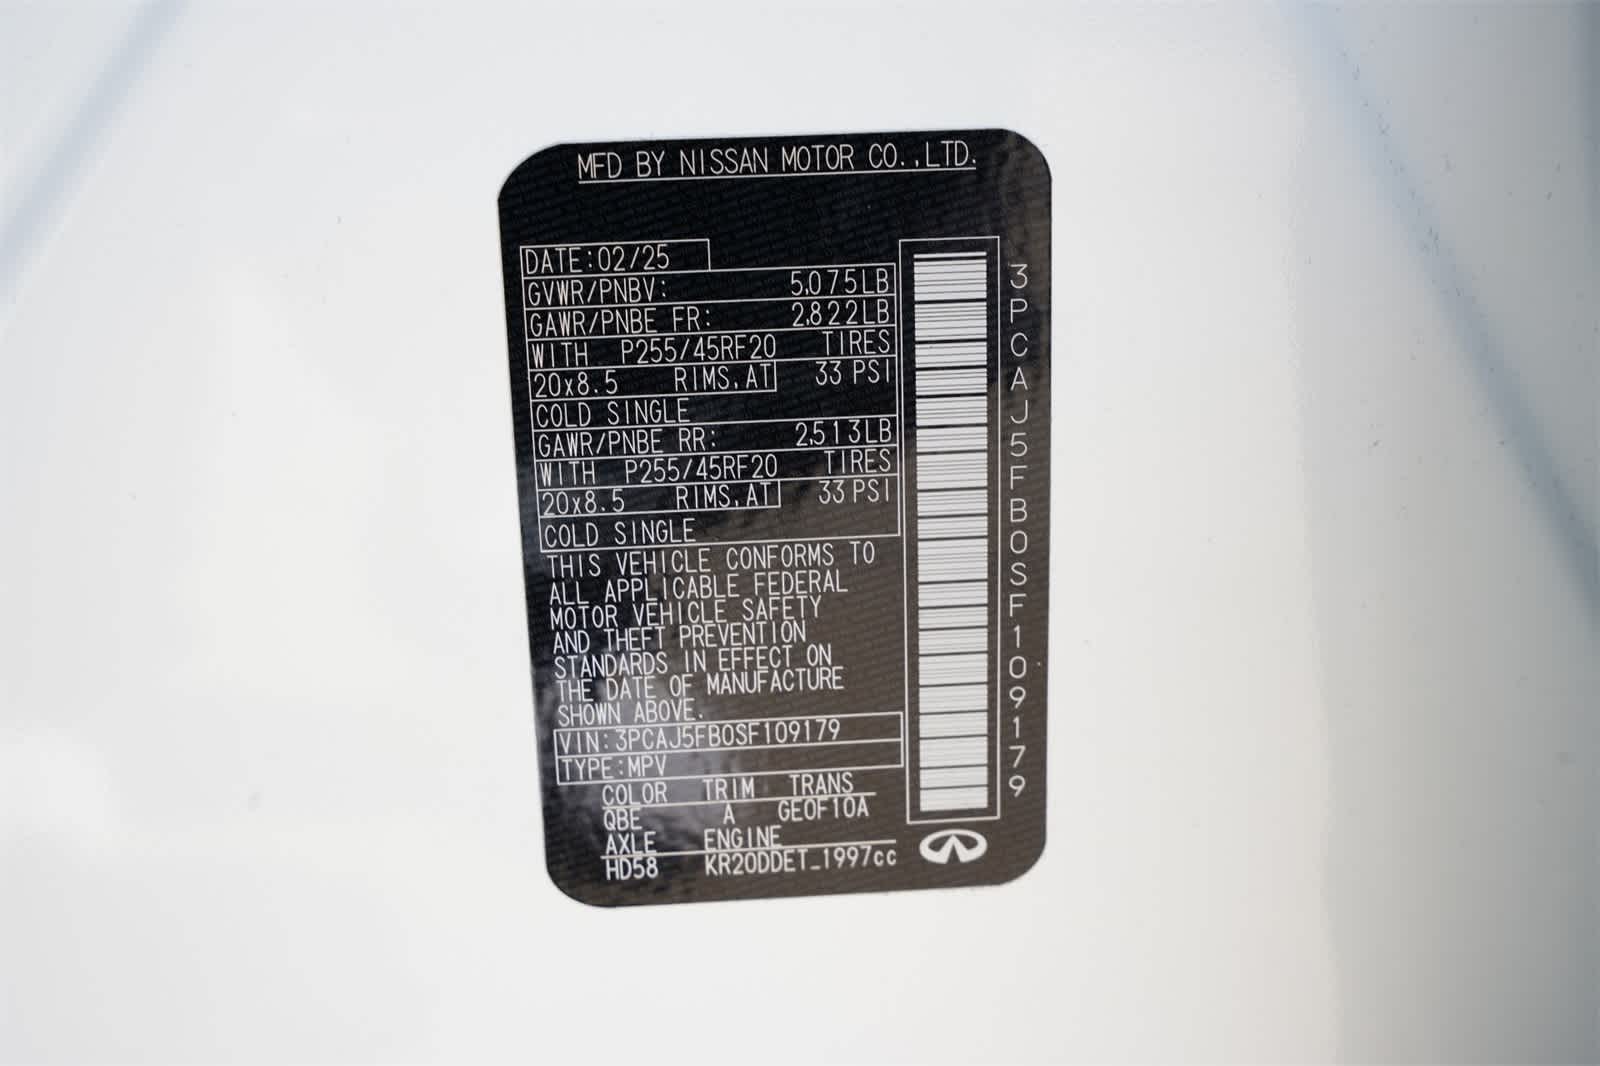 MFD BY NISSAN MOTOR CO.,LTD.
DATE:02/25
GVWR/PNBV: 5,075LB
GAWR/PNBE FR: 2,822LB
WITH P255/45RF20 TIRES
20x8.5 RIMS,AT 33 PSI
COLD SINGLE
GAWR/PNBE RR: 2,513LB
WITH P255/45RF20 TIRES
20x8.5 RIMS,AT 33 PSI
COLD SINGLE
THIS VEHICLE CONFORMS TO
ALL APPLICABLE FEDERAL
MOTOR VEHICLE SAFETY
AND THEFT PREVENTION
STANDARDS IN EFFECT ON
THE DATE OF MANUFACTURE
SHOWN ABOVE.
VIN:3PCAJ5FB0SF109179
TYPE:MPV
COLOR TRIM TRANS
QBE A GE0F10A
AXLE ENGINE
HD58 KR20DDET_1997cc
3PCAJ5FB0SF109179